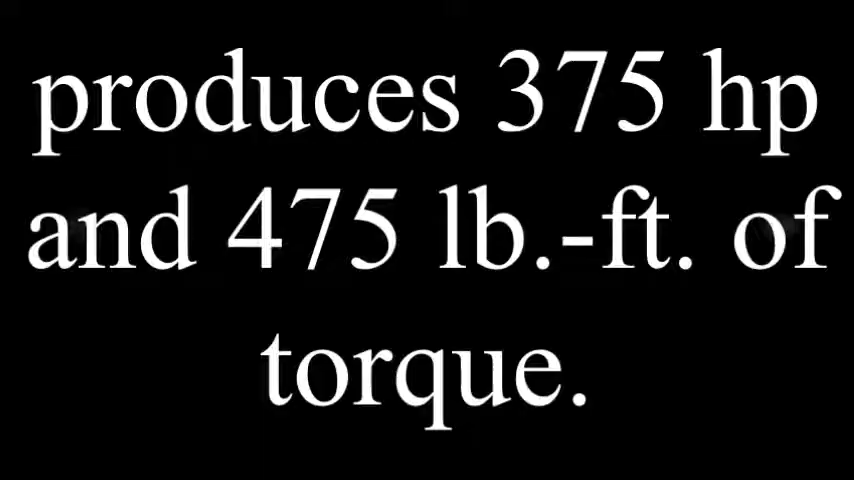 produces 375 hp
and 475 lb.-ft. of
torque.